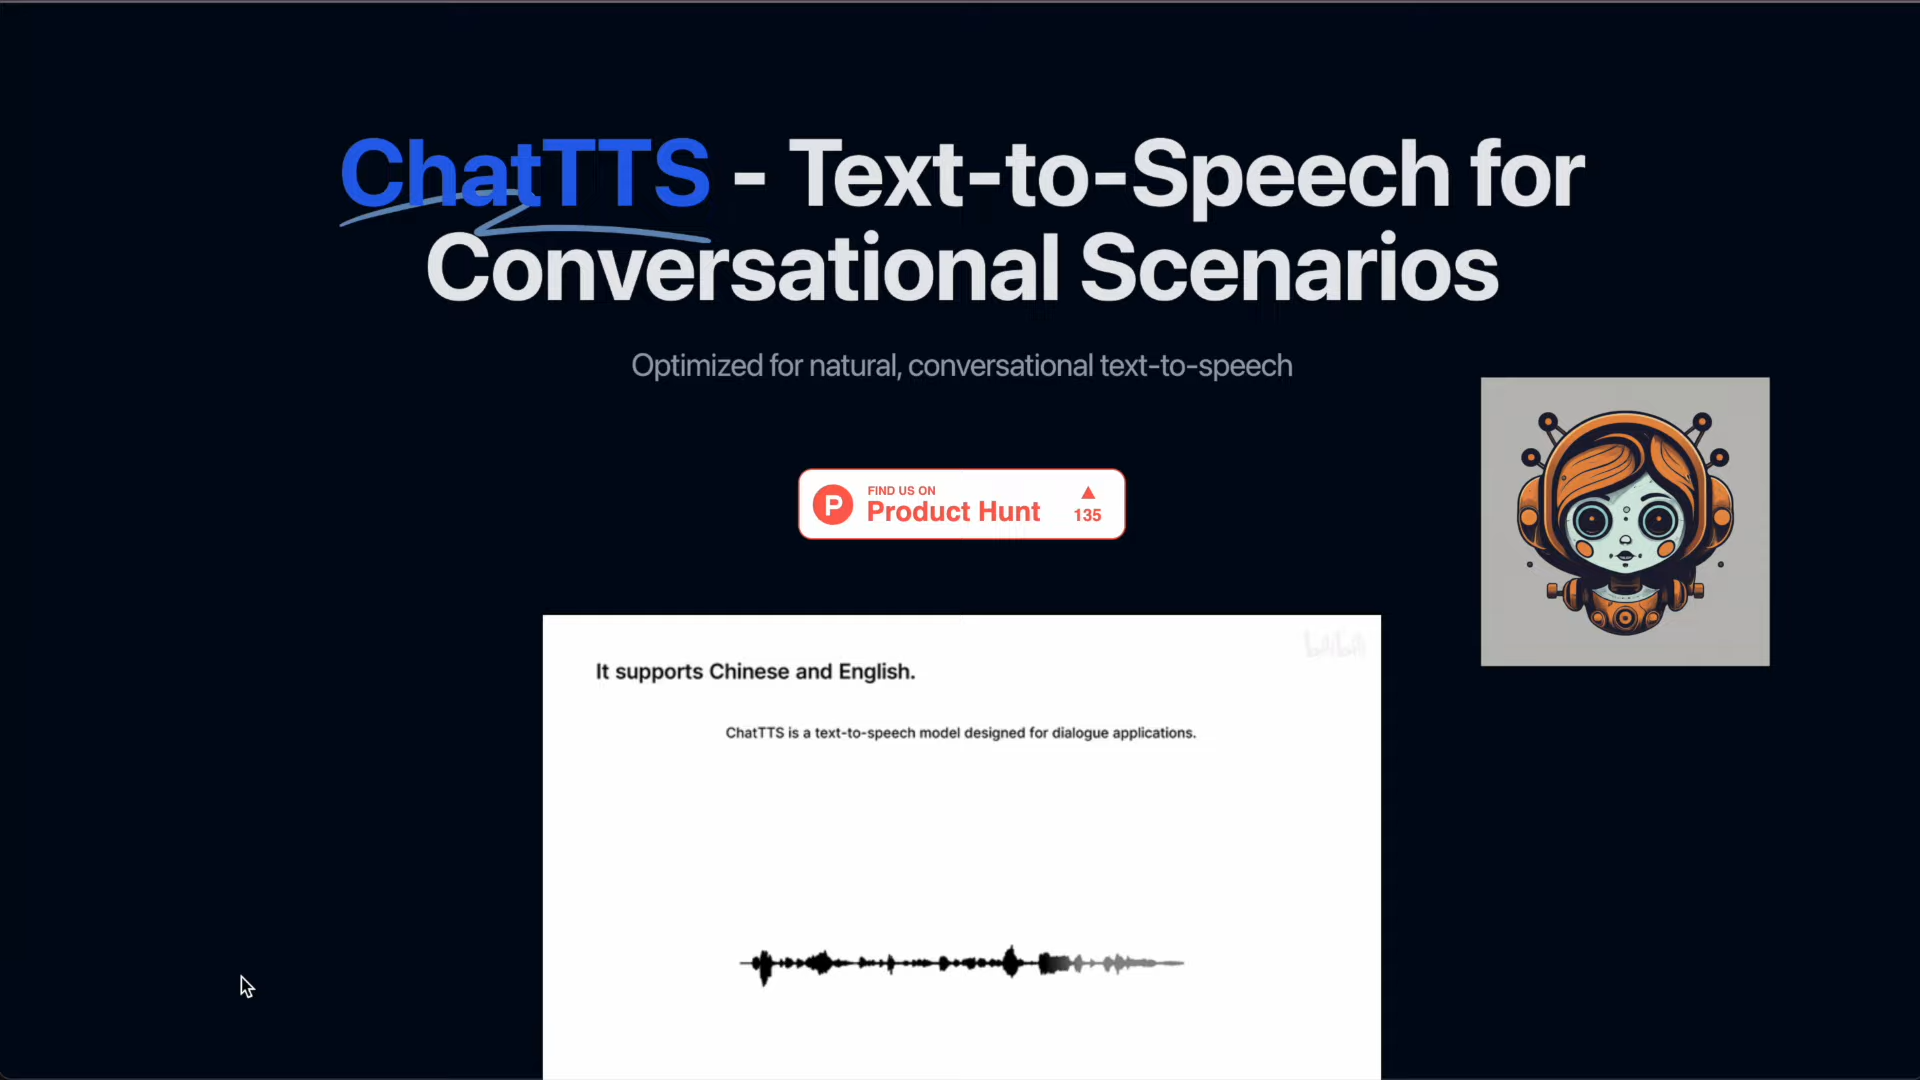 ChatTTS - Text-to-Speech for
Conversational Scenarios
Optimized for natural, conversational text-to-speech
P
FIND US ON
Product Hunt
▲
135
bilibili
It supports Chinese and English.
ChatTTS is a text-to-speech model designed for dialogue applications.